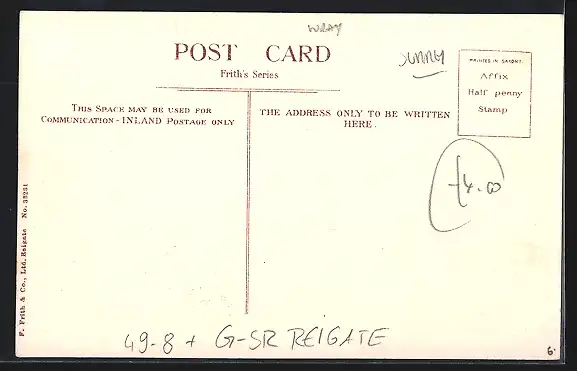 WRAY
POST CARD
Frith's Series
SUNNY
PRINTED IN SAXONY.
Affix
Half penny
Stamp
THIS SPACE MAY BE USED FOR
COMMUNICATION - INLAND POSTAGE ONLY
THE ADDRESS ONLY TO BE WRITTEN
HERE.
£4.00
F. Frith & Co., Ltd. Reigate No. 33251
49-8 + G-SR REIGATE
6.